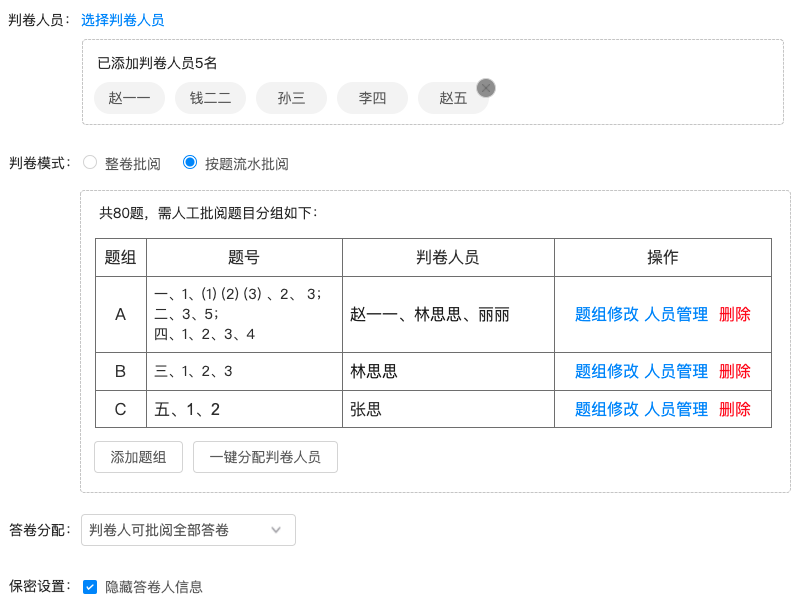 判卷人员： 选择判卷人员
已添加判卷人员5名
赵一一 钱二二 孙三 李四 赵五
判卷模式： 整卷批阅 按题流水批阅
共80题，需人工批阅题目分组如下：
题组 题号 判卷人员 操作
A 一、1、(1) (2) (3) 、2、 3； 二、3、5； 四、1、2、3、4 赵一一、林思思、丽丽 题组修改 人员管理 删除
B 三、1、2、3 林思思 题组修改 人员管理 删除
C 五、1、2 张思 题组修改 人员管理 删除
添加题组 一键分配判卷人员
答卷分配： 判卷人可批阅全部答卷
保密设置： 隐藏答卷人信息